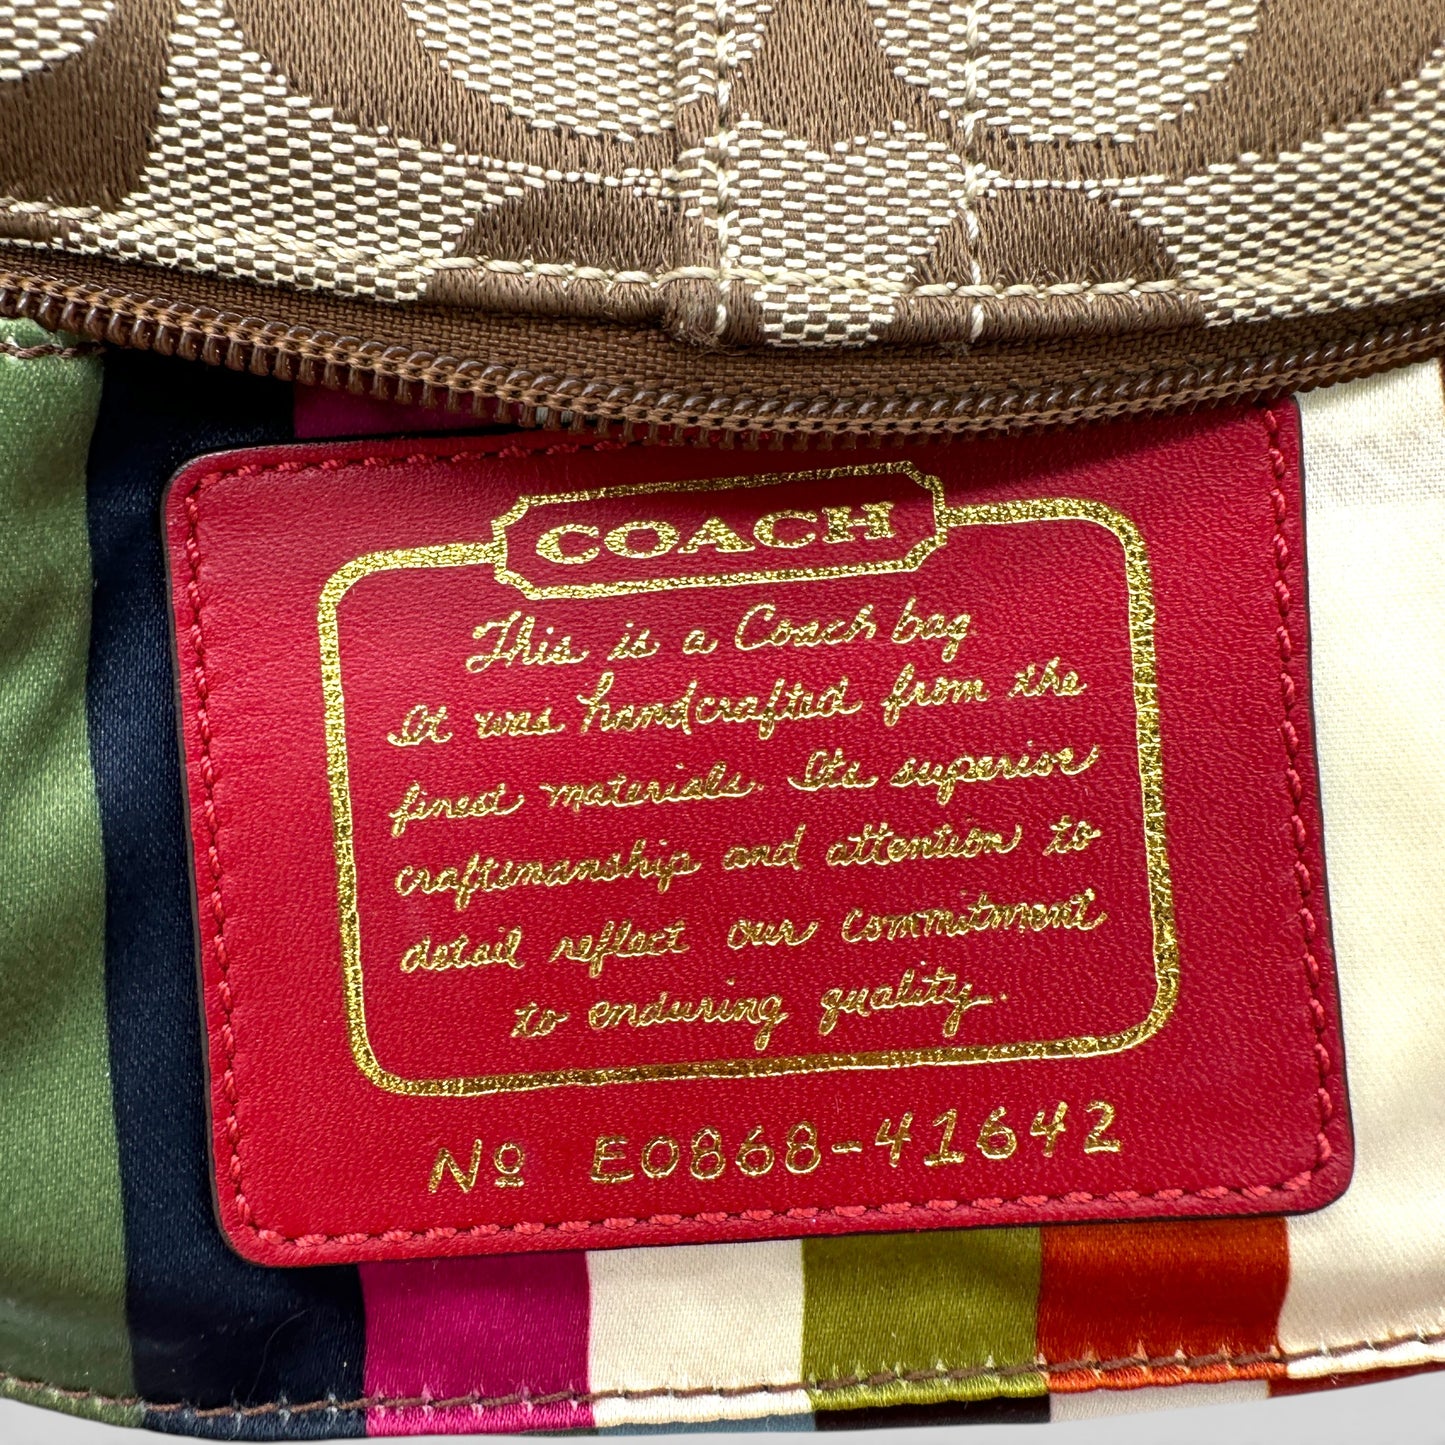 COACH
This is a Coach bag.
It was handcrafted from the
finest materials. Its superior
craftsmanship and attention to
detail reflect our commitment
to enduring quality.
No E0868-41642